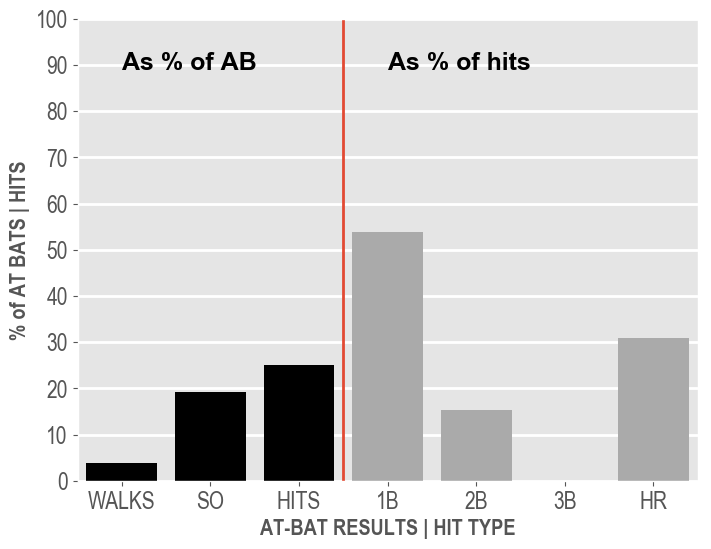 100
90
80
70
60
50
40
30
20
10
0
% of AT BATS | HITS
As % of AB
As % of hits
WALKS SO HITS 1B 2B 3B HR
AT-BAT RESULTS | HIT TYPE